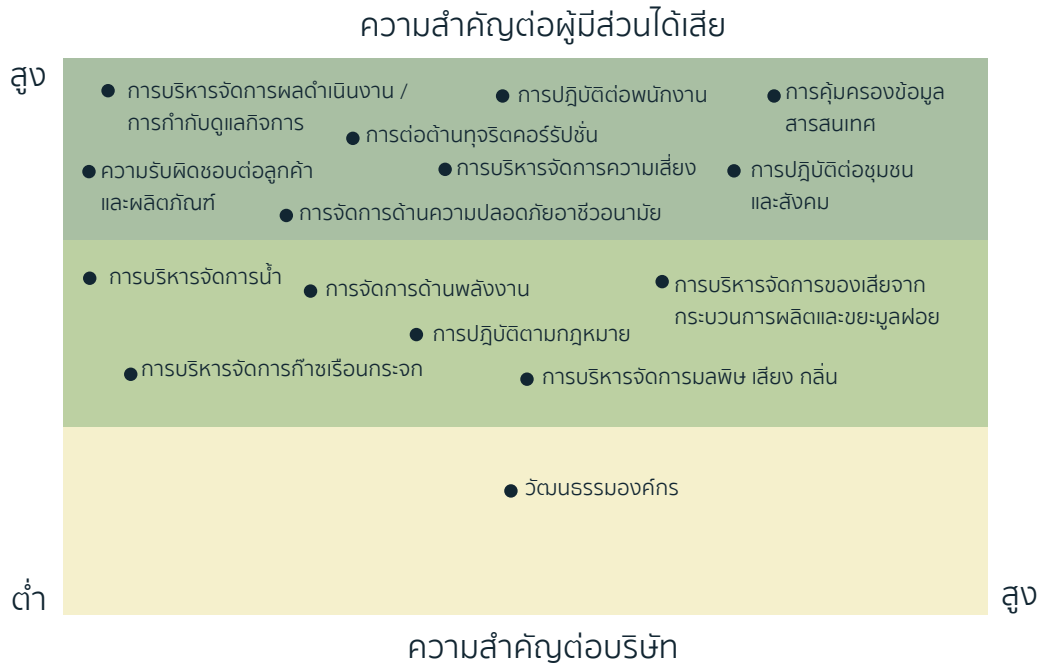 ความสำคัญต่อผู้มีส่วนได้เสีย
สูง
การบริหารจัดการผลดำเนินงาน /
การกำกับดูแลกิจการ
การปฎิบัติต่อพนักงาน
การคุ้มครองข้อมูล
สารสนเทศ
การต่อต้านทุจริตคอร์รัปชั่น
ความรับผิดชอบต่อลูกค้า
และผลิตภัณฑ์
การบริหารจัดการความเสี่ยง
การปฎิบัติต่อชุมชน
และสังคม
การจัดการด้านความปลอดภัยอาชีวอนามัย
การบริหารจัดการน้ำ
การจัดการด้านพลังงาน
การบริหารจัดการของเสียจาก
กระบวนการผลิตและขยะมูลฝอย
การปฎิบัติตามกฎหมาย
การบริหารจัดการก๊าซเรือนกระจก
การบริหารจัดการมลพิษ เสียง กลิ่น
วัฒนธรรมองค์กร
ต่ำ
สูง
ความสำคัญต่อบริษัท